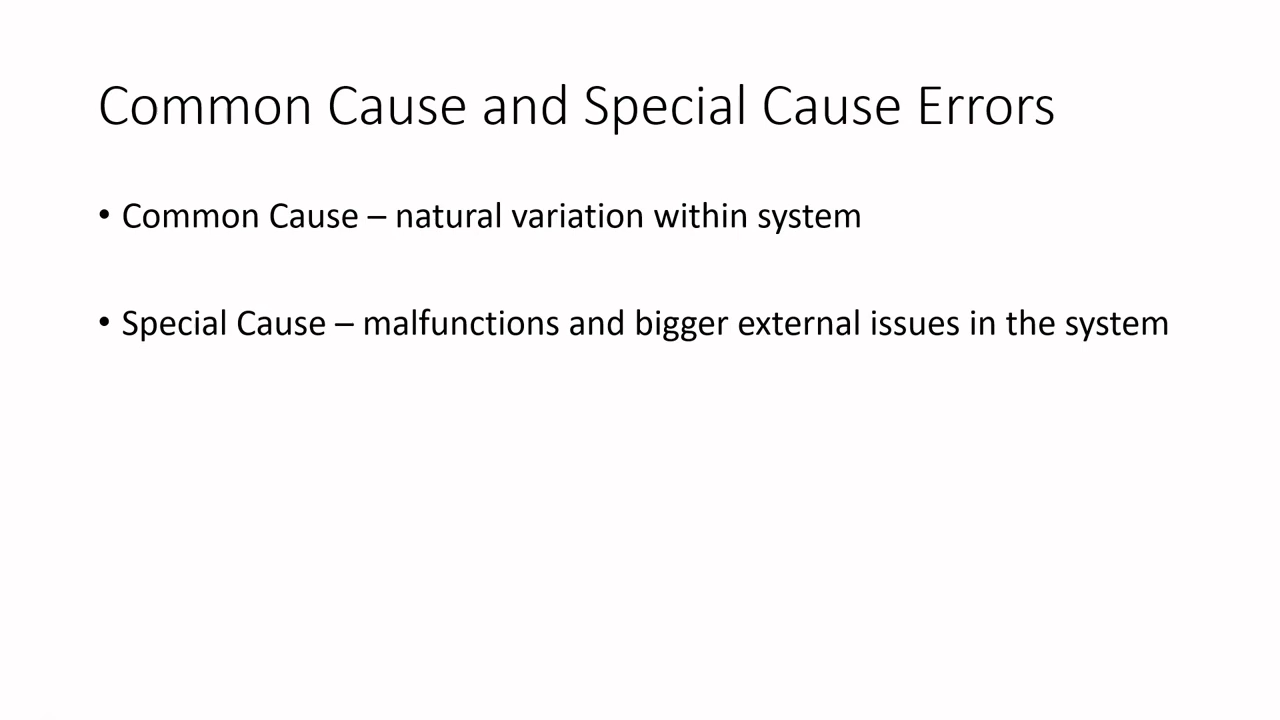 Common Cause and Special Cause Errors
• Common Cause – natural variation within system
• Special Cause – malfunctions and bigger external issues in the system